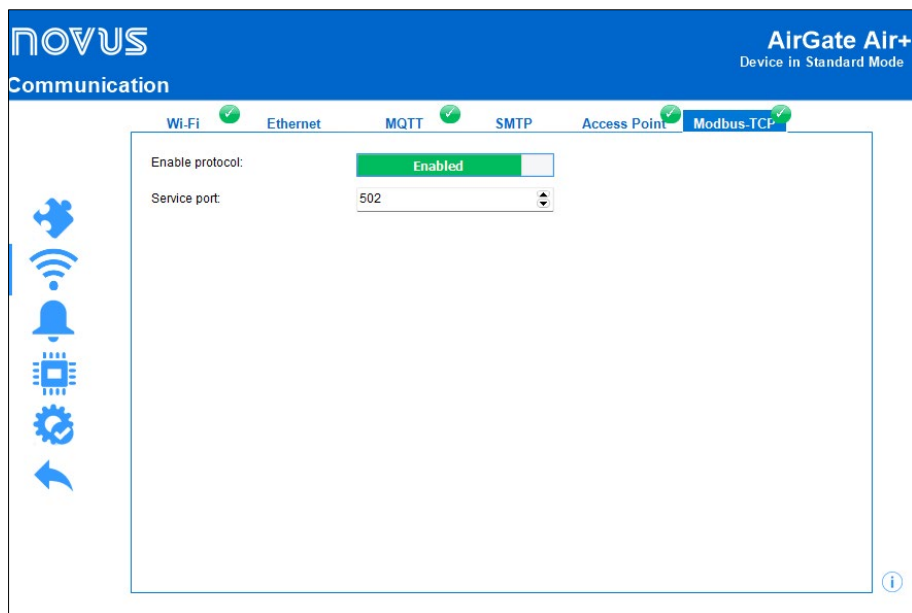 novus
AirGate Air+
Device in Standard Mode
Communication
Wi-Fi Ethernet MQTT SMTP Access Point Modbus-TCP
Enable protocol: Enabled
Service port: 502
i